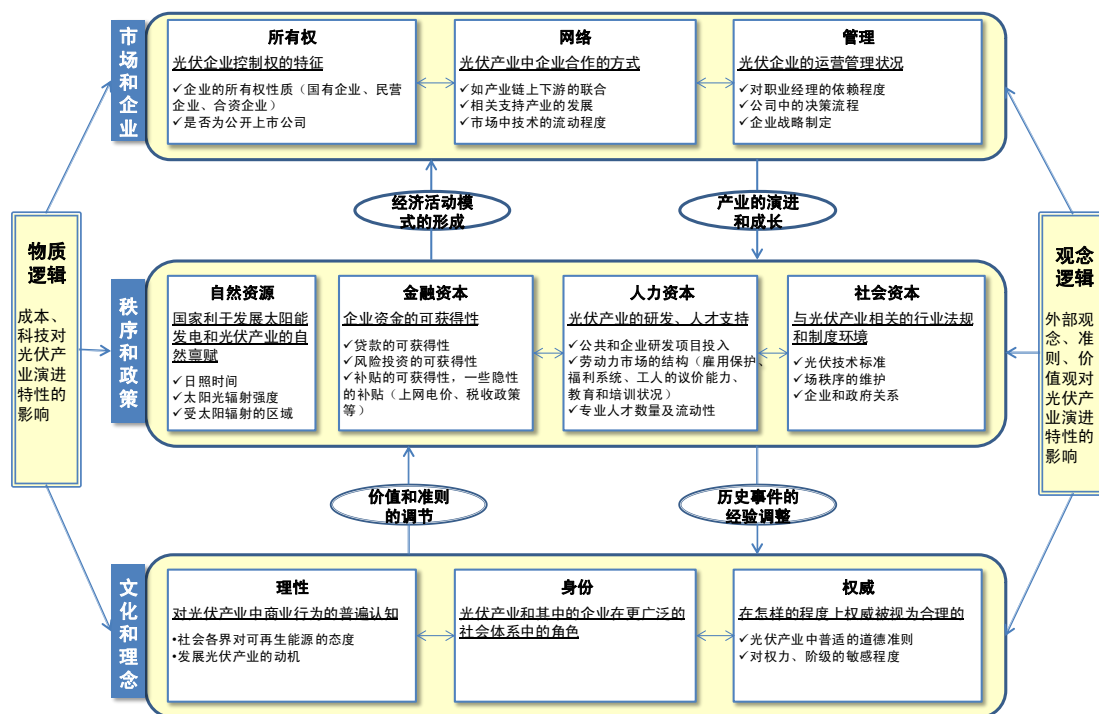 市场和企业
所有权
光伏企业控制权的特征
✓企业的所有权性质（国有企业、民营
企业、合资企业）
✓是否为公开上市公司
网络
光伏产业中企业合作的方式
✓如产业链上下游的联合
✓相关支持产业的发展
✓市场中技术的流动程度
管理
光伏企业的运营管理状况
✓对职业经理的依赖程度
✓公司中的决策流程
✓企业战略制定
经济活动模
式的形成
产业的演进
和成长
物质
逻辑
成本、
科技对
光伏产
业演进
特性的
影响
秩序和政策
自然资源
国家利于发展太阳能
发电和光伏产业的自
然禀赋
✓日照时间
✓太阳光辐射强度
✓受太阳辐射的区域
金融资本
企业资金的可获得性
✓贷款的可获得性
✓风险投资的可获得性
✓补贴的可获得性，一些隐性
的补贴（上网电价、税收政策
等）
人力资本
光伏产业的研发、人才支持
✓公共和企业研发项目投入
✓劳动力市场的结构（雇用保护、
福利系统、工人的议价能力、
教育和培训状况）
✓专业人才数量及流动性
社会资本
与光伏产业相关的行业法规
和制度环境
✓光伏技术标准
✓场秩序的维护
✓企业和政府关系
观念
逻辑
外部观
念、准
则、价
值观对
光伏产
业演进
特性的
影响
价值和准则
的调节
历史事件的
经验调整
文化和理念
理性
对光伏产业中商业行为的普遍认知
•社会各界对可再生能源的态度
•发展光伏产业的动机
身份
光伏产业和其中的企业在更广泛的
社会体系中的角色
权威
在怎样的程度上权威被视为合理的
✓光伏产业中普适的道德准则
✓对权力、阶级的敏感程度